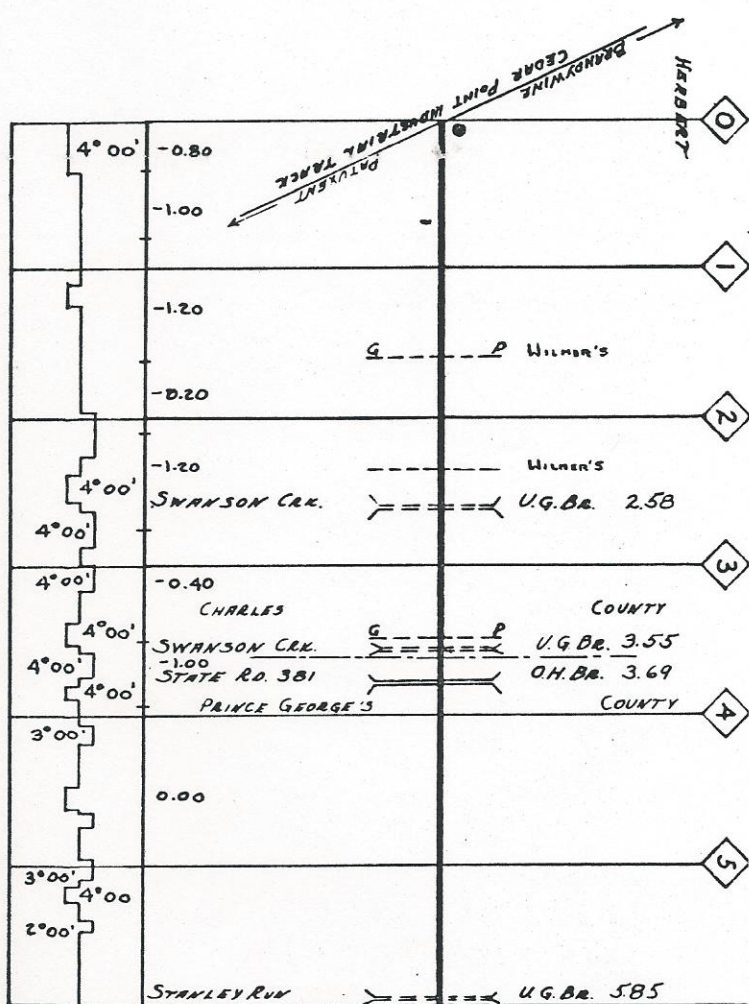 BRANDYWINE
CEDAR POINT INDUSTRIAL TRACK
PATUXENT
HERBERT
0
4°00' -0.80
-1.00
1
-1.20
G P WILMER'S
-0.20
2
-1.20 WILMER'S
4°00' SWANSON CRK. U.G.BR. 2.58
4°00'
3
4°00' -0.40
CHARLES COUNTY
4°00' G P
SWANSON CRK. U.G.BR. 3.55
4°00' -1.00
STATE RD. 381 O.H.BR. 3.69
4°00' PRINCE GEORGE'S COUNTY
4
3°00'
0.00
5
3°00'
4°00
2°00'
STANLEY RUN U.G.BR. 585